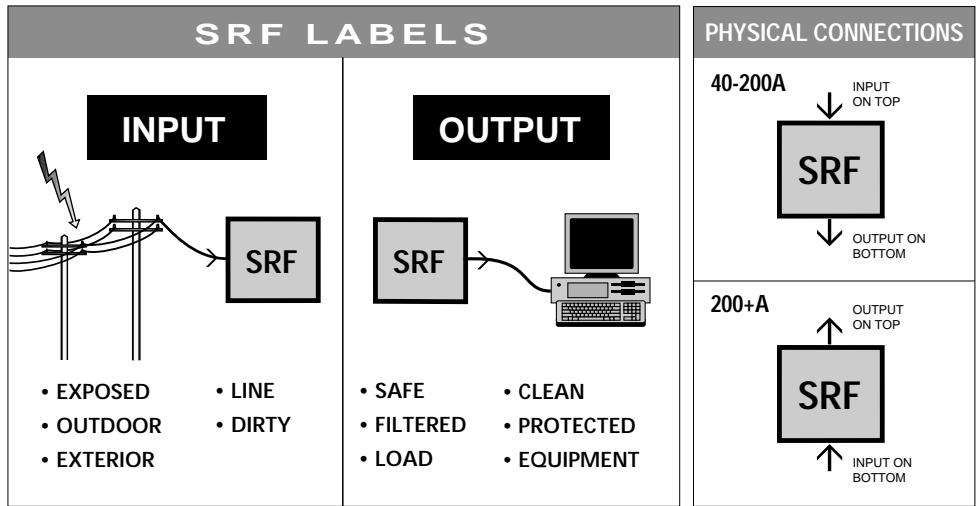 SRF LABELS
INPUT
SRF
• EXPOSED
• OUTDOOR
• EXTERIOR
• LINE
• DIRTY
OUTPUT
SRF
• SAFE
• FILTERED
• LOAD
• CLEAN
• PROTECTED
• EQUIPMENT
PHYSICAL CONNECTIONS
40-200A
INPUT
ON TOP
SRF
OUTPUT ON
BOTTOM
200+A
OUTPUT
ON TOP
SRF
INPUT ON
BOTTOM